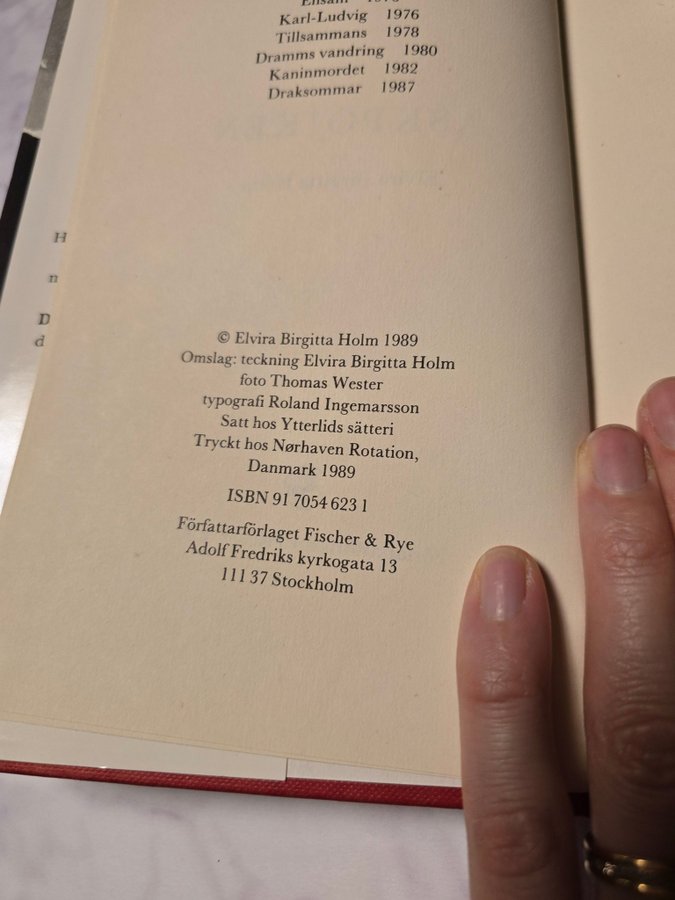 Ensam 1973
Karl-Ludvig 1976
Tillsammans 1978
Dramms vandring 1980
Kaninmordet 1982
Draksommar 1987
H
n
D
d
© Elvira Birgitta Holm 1989
Omslag: teckning Elvira Birgitta Holm
foto Thomas Wester
typografi Roland Ingemarsson
Satt hos Ytterlids sätteri
Tryckt hos Nørhaven Rotation,
Danmark 1989
ISBN 91 7054 623 1
Författarförlaget Fischer & Rye
Adolf Fredriks kyrkogata 13
111 37 Stockholm